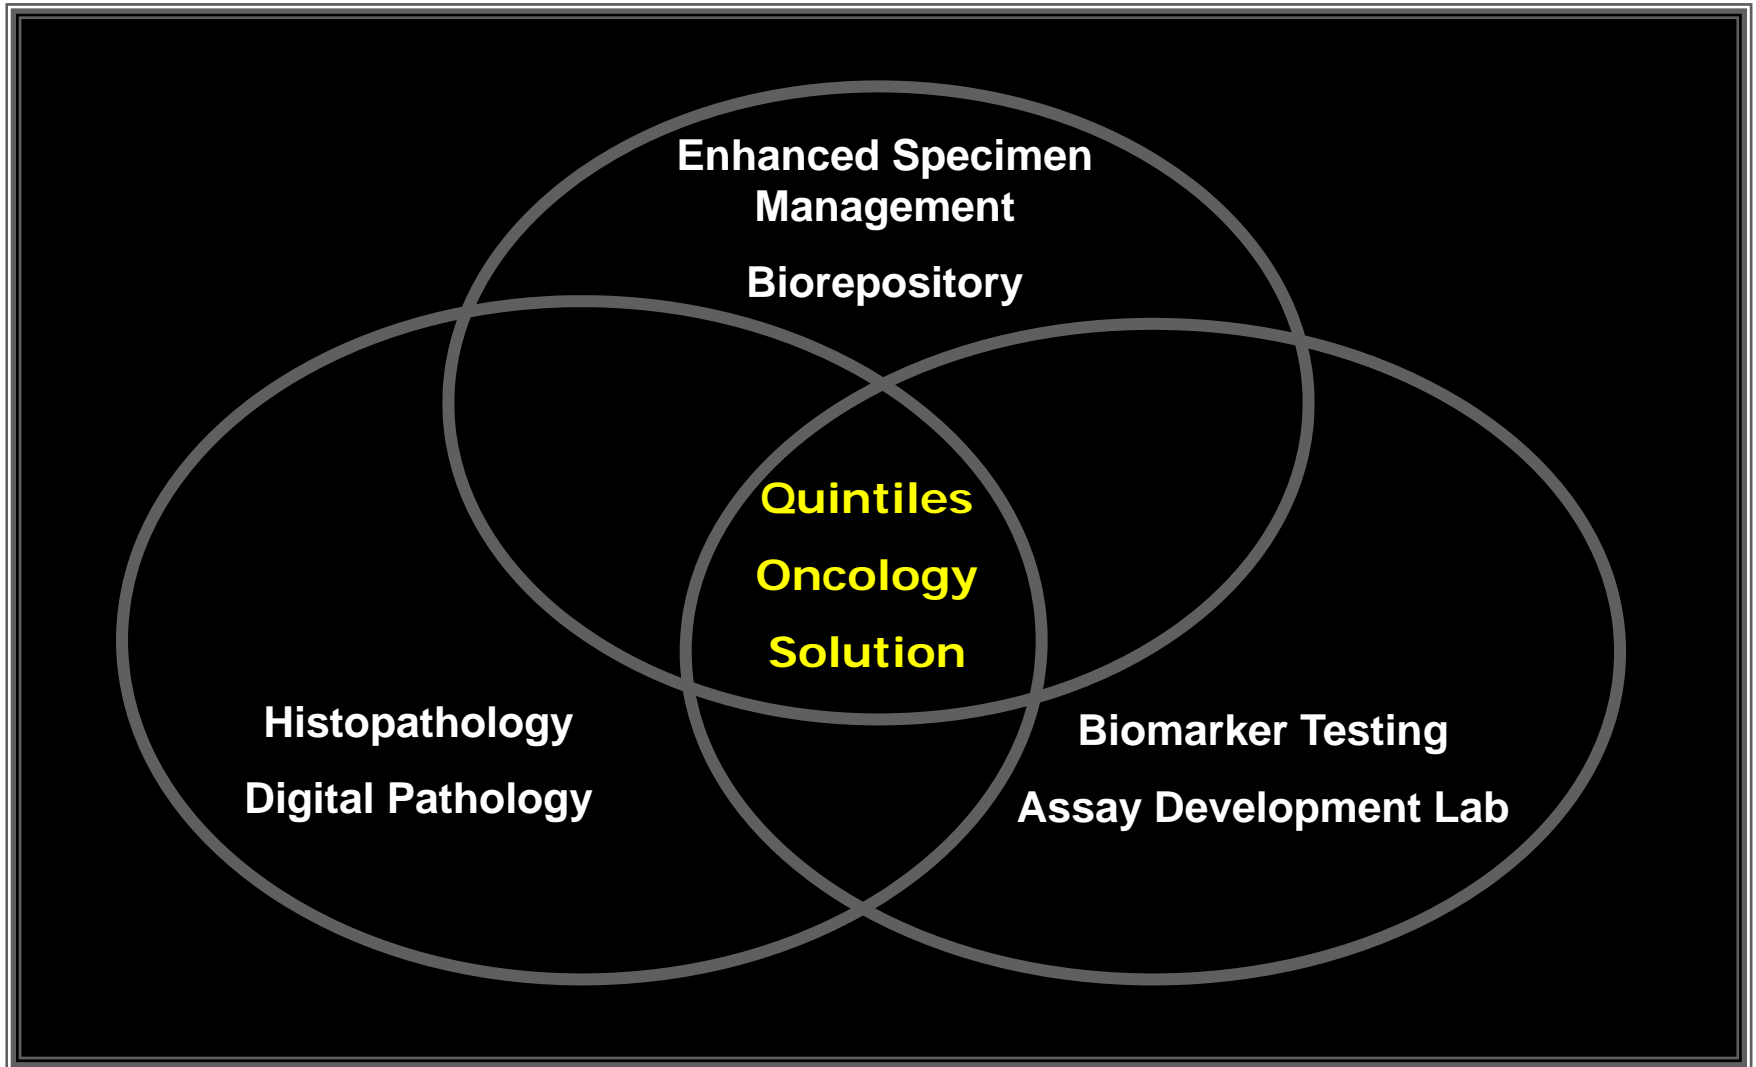 Enhanced Specimen
Management
Biorepository
Quintiles
Oncology
Solution
Histopathology
Digital Pathology
Biomarker Testing
Assay Development Lab